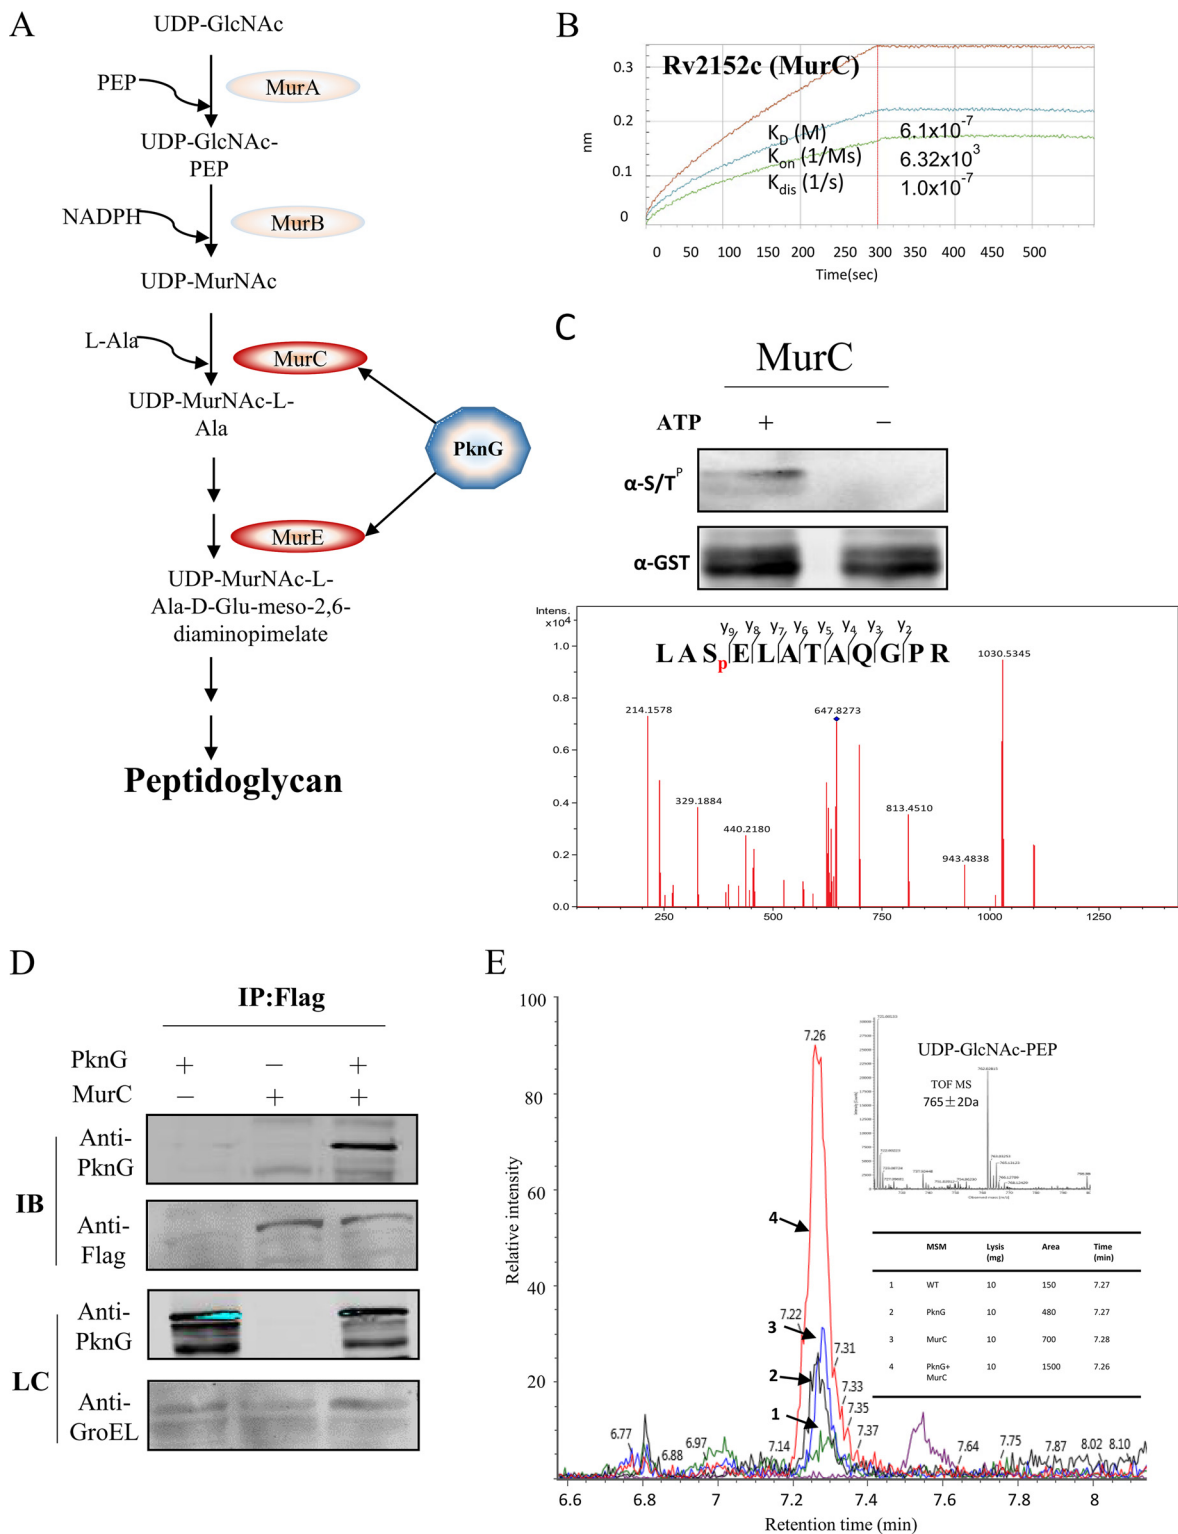 A
UDP-GlcNAc
PEP
MurA
UDP-GlcNAc-
PEP
NADPH
MurB
UDP-MurNAc
L-Ala
MurC
UDP-MurNAc-L-
Ala
PknG
MurE
UDP-MurNAc-L-
Ala-D-Glu-meso-2,6-
diaminopimelate
Peptidoglycan
B
Rv2152c (MurC)
nm
0.3
0.2
0.1
0
K_D (M) 6.1x10^-7
K_on (1/Ms) 6.32x10^3
K_dis (1/s) 1.0x10^-7
0 50 100 150 200 250 300 350 400 450 500
Time(sec)
C
MurC
ATP + −
α-S/T^P
α-GST
Intens.
x10^4
1.0
0.8
0.6
0.4
0.2
0.0
y9 y8 y7 y6 y5 y4 y3 y2
L A S_p E L A T A Q G P R
214.1578
329.1884
440.2180
647.8273
813.4510
943.4838
1030.5345
250 500 750 1000 1250
D
IP:Flag
PknG + − +
MurC − + +
IB
Anti-
PknG
Anti-
Flag
LC
Anti-
PknG
Anti-
GroEL
E
Relative intensity
100
80
60
40
20
0
7.26
4
7.22
3
7.31
2
7.33
7.35
1
7.37
6.77
6.88
6.97
7.14
7.64
7.75
7.87
8.02
8.10
6.6 6.8 7 7.2 7.4 7.6 7.8 8
Retention time (min)
UDP-GlcNAc-PEP
TOF MS
765±2Da
MSM Lysis (mg) Area Time (min)
1 WT 10 150 7.27
2 PknG 10 480 7.27
3 MurC 10 700 7.28
4 PknG+ MurC 10 1500 7.26